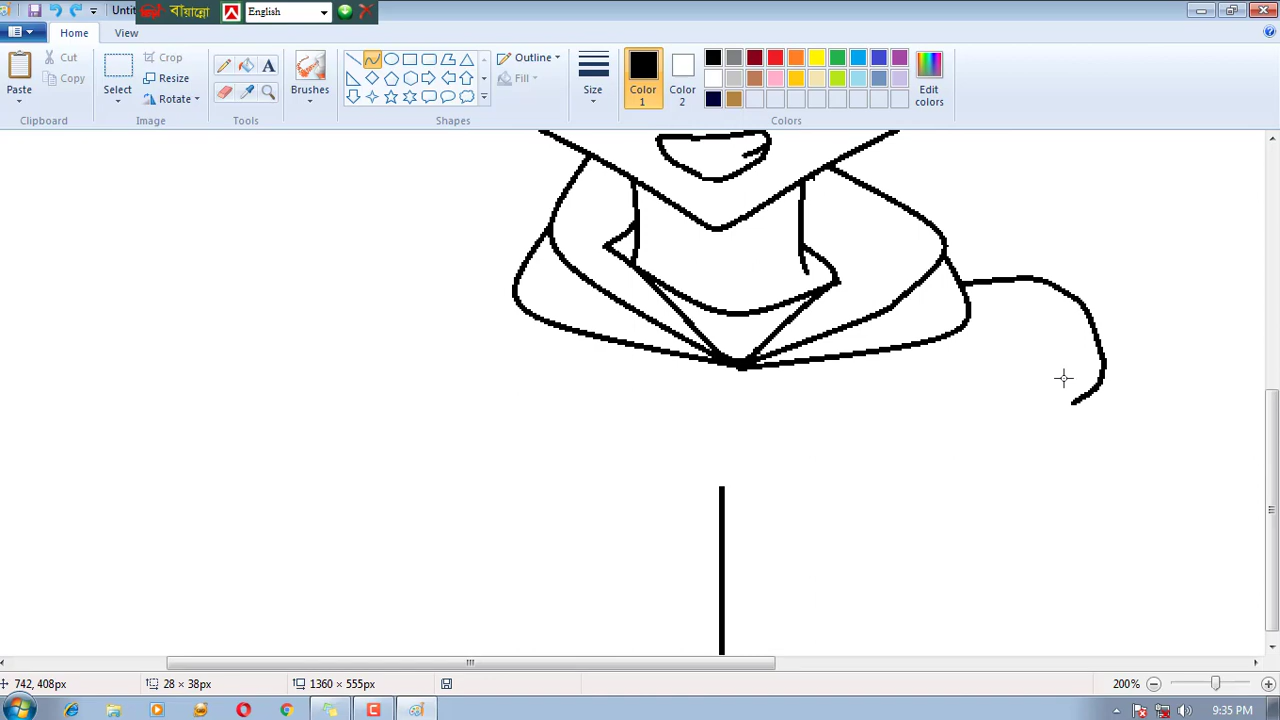 Untit
বায়ান্নো
English
Home
View
Paste
Cut
Copy
Clipboard
Select
Crop
Resize
Rotate
Image
A
Tools
Brushes
Outline
Fill
Shapes
Size
Color
1
Color
2
Edit
colors
Colors
742, 408px
28 × 38px
1360 × 555px
200%
9:35 PM